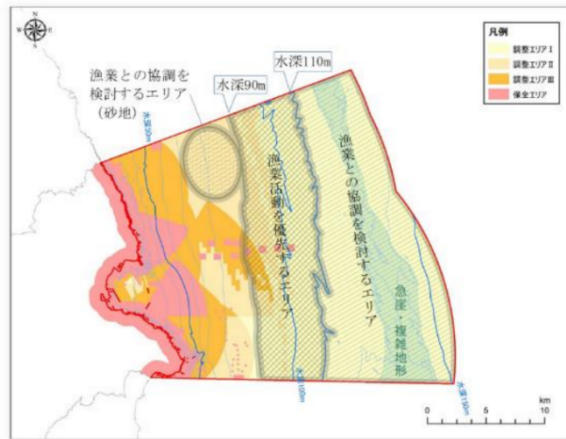 N
凡例
調整エリアⅠ
調整エリアⅡ
調整エリアⅢ
保全エリア
漁業との協調を
検討するエリア
（砂地）
水深90m
水深110m
水深50m
漁業活動を優先するエリア
漁業との協調を検討するエリア
急崖・複雑地形
水深100m
水深150m
km
0 5 10